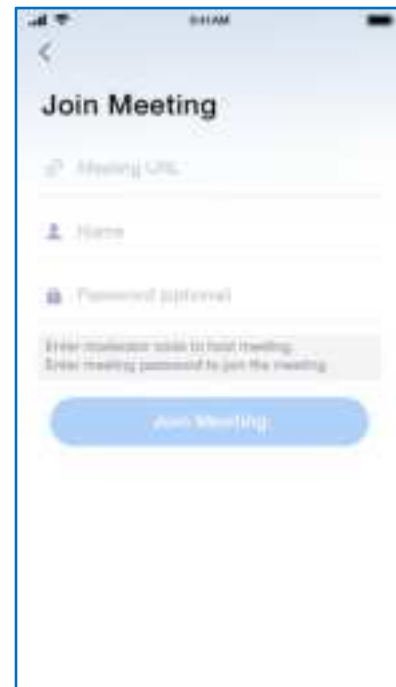 9:41 AM
Join Meeting
Meeting URL
Name
Password (optional)
Enter moderator code to host meeting.
Enter meeting password to join the meeting.
Join Meeting